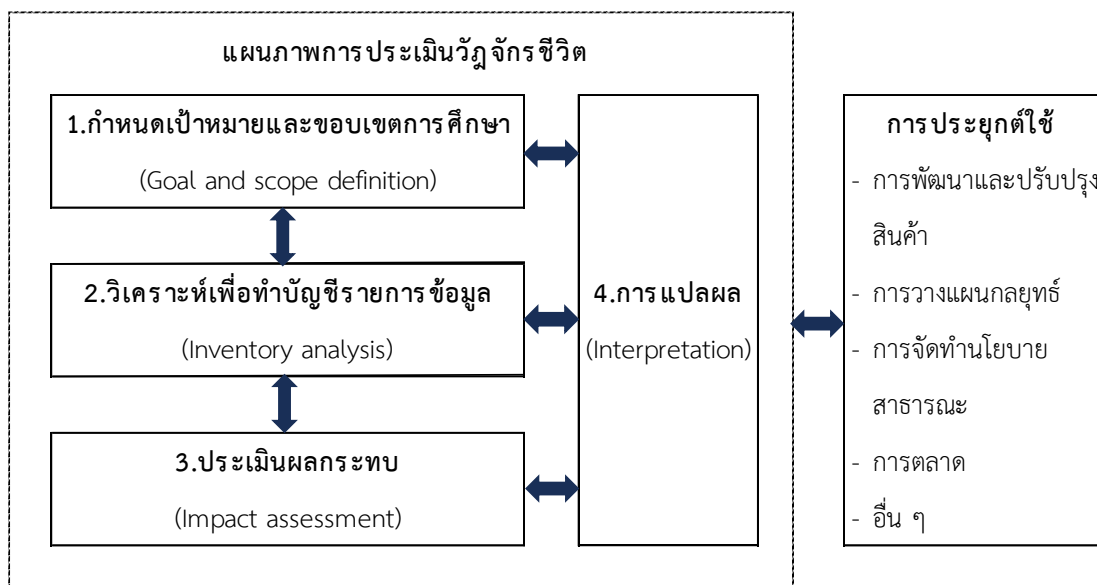 แผนภาพการประเมินวัฎจักรชีวิต
1.กำหนดเป้าหมายและขอบเขตการศึกษา
(Goal and scope definition)
2.วิเคราะห์เพื่อทำบัญชีรายการข้อมูล
(Inventory analysis)
3.ประเมินผลกระทบ
(Impact assessment)
4.การแปลผล
(Interpretation)
การประยุกต์ใช้
- การพัฒนาและปรับปรุง
สินค้า
- การวางแผนกลยุทธ์
- การจัดทำนโยบาย
สาธารณะ
- การตลาด
- อื่น ๆ